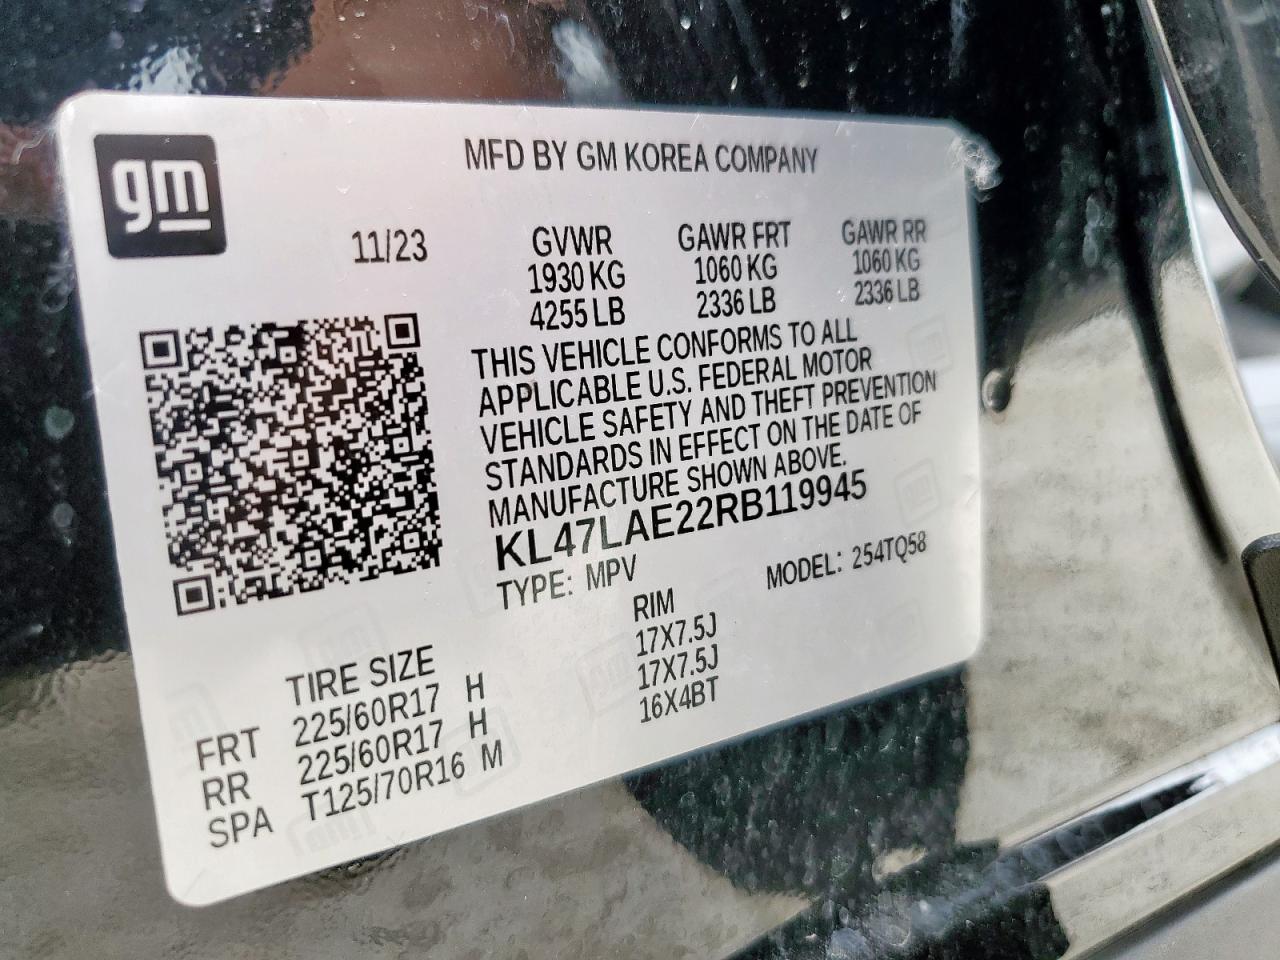 gm
MFD BY GM KOREA COMPANY
11/23
GVWR GAWR FRT GAWR RR
1930 KG 1060 KG 1060 KG
4255 LB 2336 LB 2336 LB
THIS VEHICLE CONFORMS TO ALL
APPLICABLE U.S. FEDERAL MOTOR
VEHICLE SAFETY AND THEFT PREVENTION
STANDARDS IN EFFECT ON THE DATE OF
MANUFACTURE SHOWN ABOVE.
KL47LAE22RB119945
TYPE: MPV MODEL: 254TQ58
TIRE SIZE RIM
FRT 225/60R17 H 17X7.5J
RR 225/60R17 H 17X7.5J
SPA T125/70R16 M 16X4BT